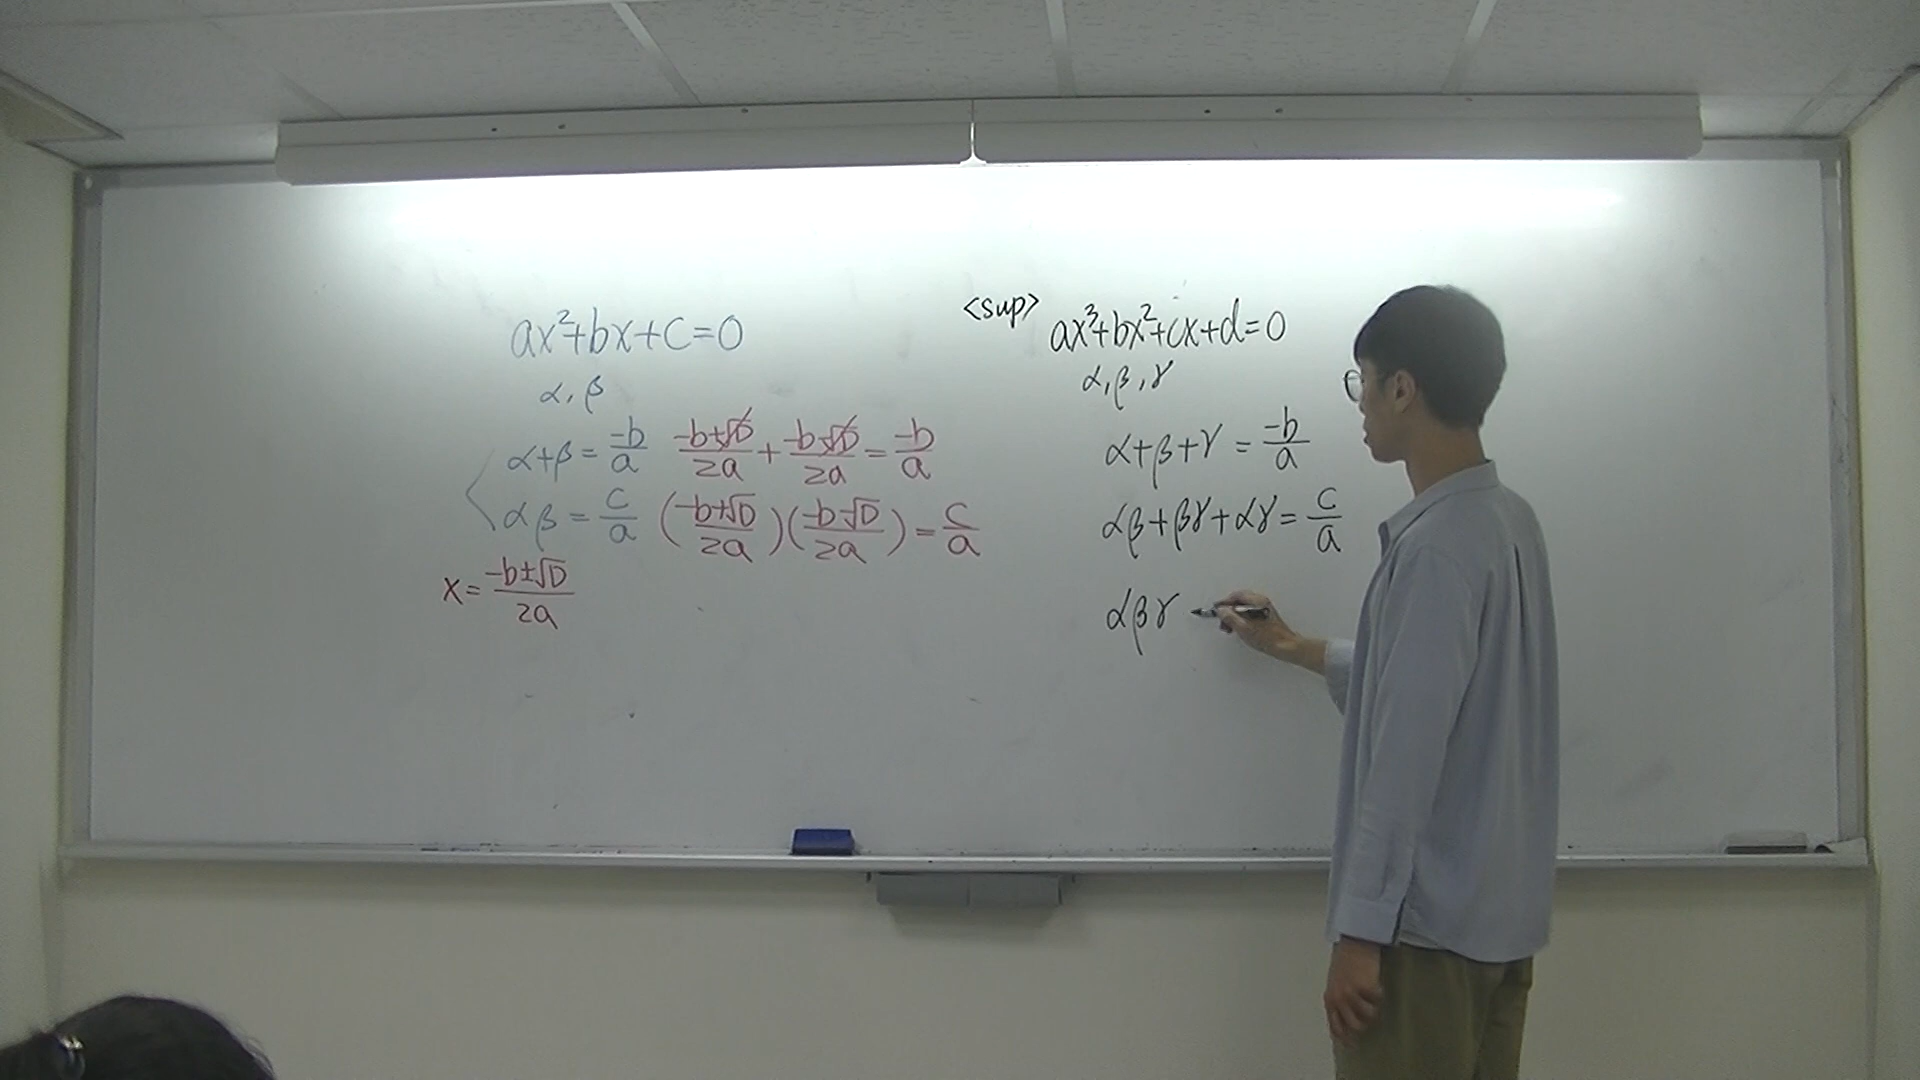 ax²+bx+c=0
α, β
α+β = -b/a (-b+√D)/2a + (-b-√D)/2a = -b/a
αβ = c/a ((-b+√D)/2a)((-b-√D)/2a) = c/a
x = (-b±√D)/2a
<sup> ax³+bx²+cx+d=0
α, β, γ
α+β+γ = -b/a
αβ+βγ+αγ = c/a
αβγ